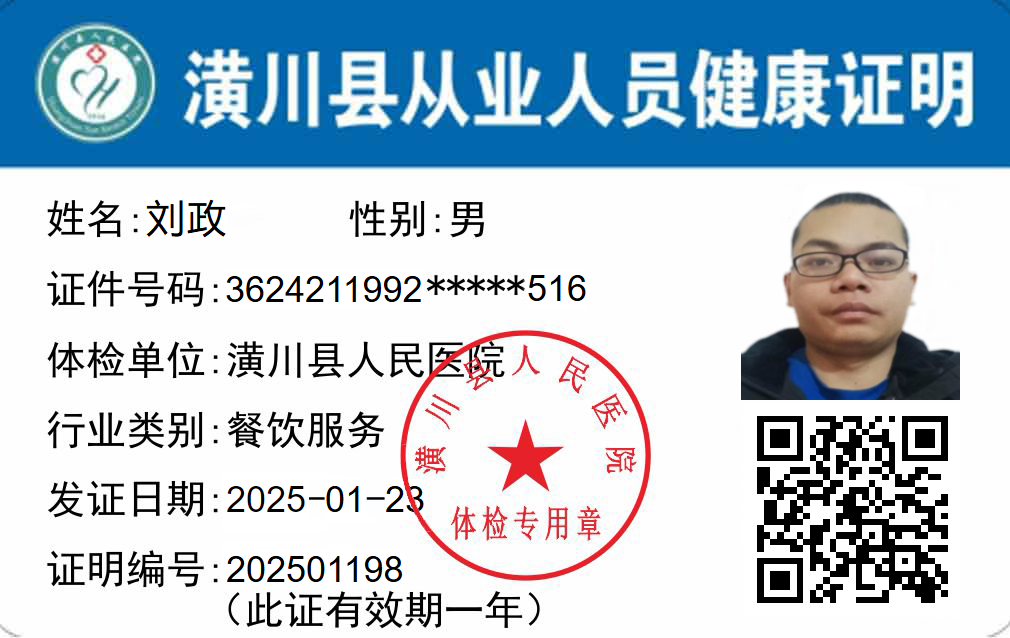 潢川县从业人员健康证明
姓名:刘政 性别:男
证件号码:3624211992*****516
体检单位:潢川县人民医院
行业类别:餐饮服务
发证日期:2025-01-23
证明编号:202501198
（此证有效期一年）
潢川县人民医院
体检专用章